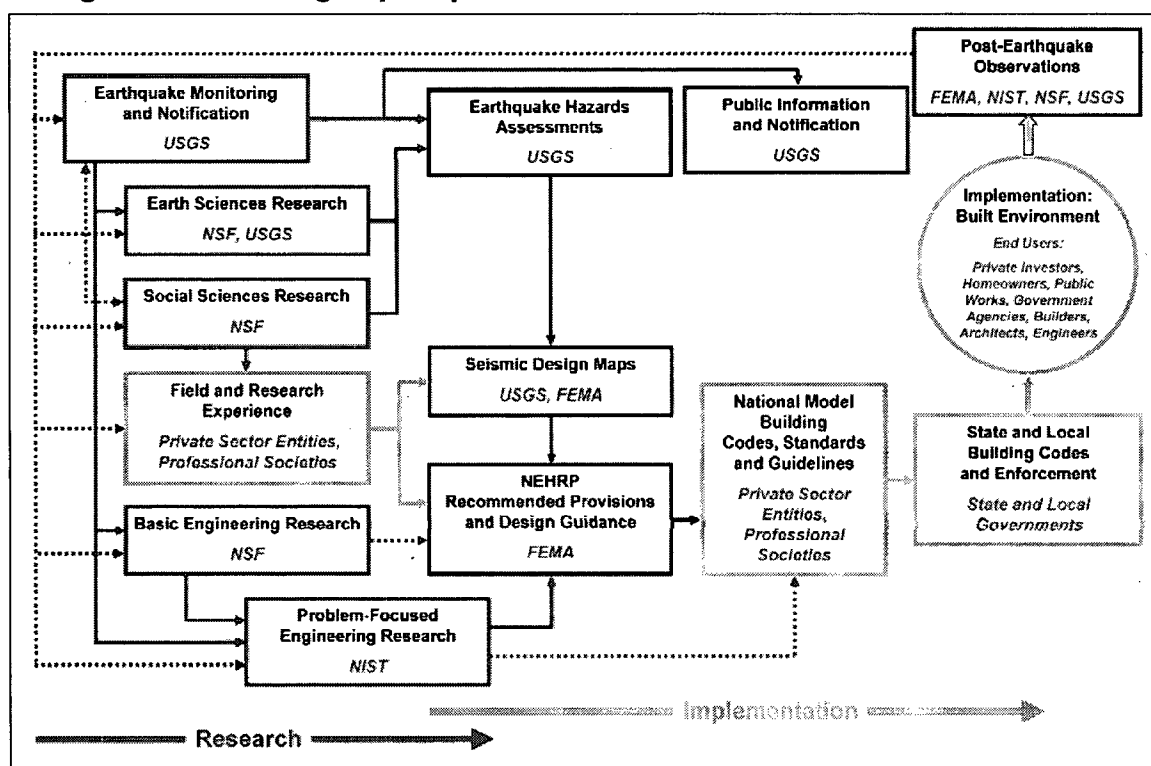 Post-Earthquake
Observations
FEMA, NIST, NSF, USGS
Earthquake Monitoring
and Notification
USGS
Earthquake Hazards
Assessments
USGS
Public Information
and Notification
USGS
Earth Sciences Research
NSF, USGS
Social Sciences Research
NSF
Implementation:
Built Environment
End Users:
Private Investors,
Homeowners, Public
Works, Government
Agencies, Builders,
Architects, Engineers
Field and Research
Experience
Private Sector Entities,
Professional Societies
Seismic Design Maps
USGS, FEMA
National Model
Building
Codes, Standards
and Guidelines
Private Sector
Entities,
Professional
Societies
State and Local
Building Codes
and Enforcement
State and Local
Governments
Basic Engineering Research
NSF
NEHRP
Recommended Provisions
and Design Guidance
FEMA
Problem-Focused
Engineering Research
NIST
Implementation
Research